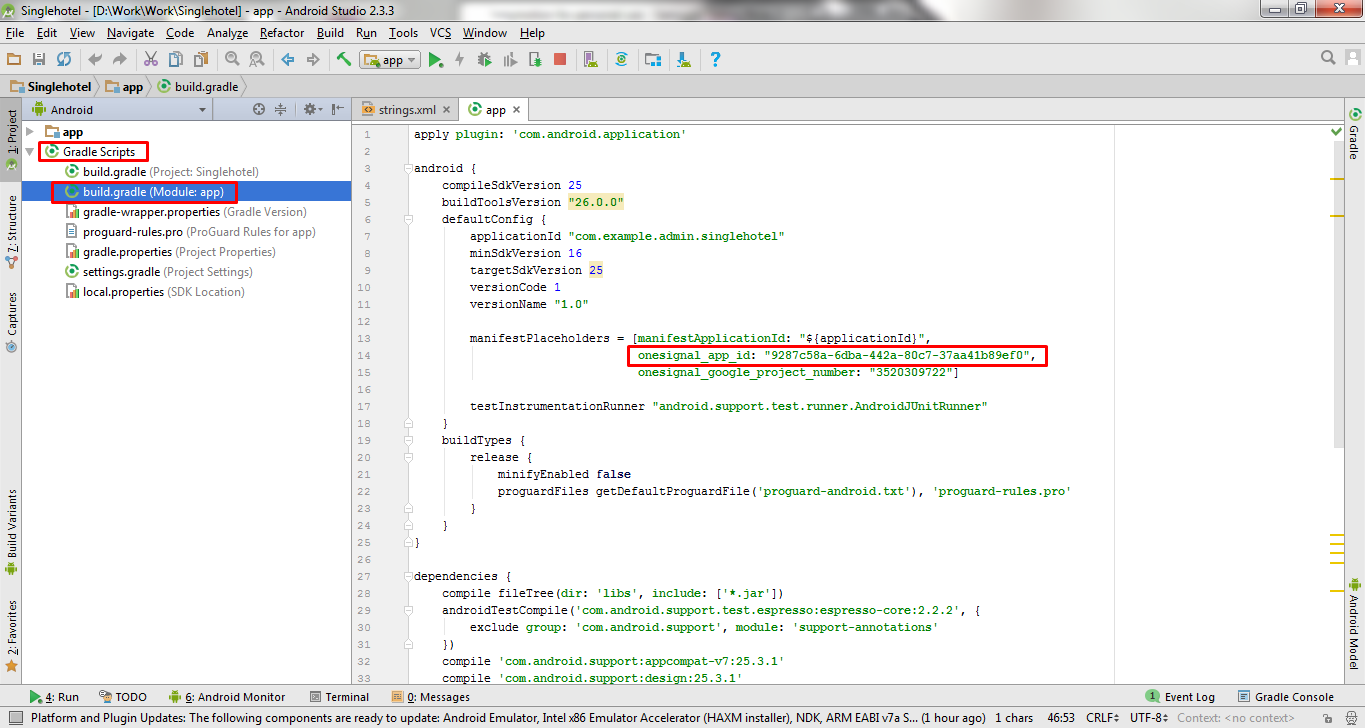 Singlehotel - [D:\Work\Work\Singlehotel] - app - Android Studio 2.3.3
File Edit View Navigate Code Analyze Refactor Build Run Tools VCS Window Help
app
Singlehotel app build.gradle
Android
strings.xml app
1: Project
7: Structure
Captures
Build Variants
2: Favorites
app
Gradle Scripts
build.gradle (Project: Singlehotel)
build.gradle (Module: app)
gradle-wrapper.properties (Gradle Version)
proguard-rules.pro (ProGuard Rules for app)
gradle.properties (Project Properties)
settings.gradle (Project Settings)
local.properties (SDK Location)
1 apply plugin: 'com.android.application'
2
3 android {
4 compileSdkVersion 25
5 buildToolsVersion "26.0.0"
6 defaultConfig {
7 applicationId "com.example.admin.singlehotel"
8 minSdkVersion 16
9 targetSdkVersion 25
10 versionCode 1
11 versionName "1.0"
12
13 manifestPlaceholders = [manifestApplicationId: "${applicationId}",
14 onesignal_app_id: "9287c58a-6dba-442a-80c7-37aa41b89ef0",
15 onesignal_google_project_number: "3520309722"]
16
17 testInstrumentationRunner "android.support.test.runner.AndroidJUnitRunner"
18 }
19 buildTypes {
20 release {
21 minifyEnabled false
22 proguardFiles getDefaultProguardFile('proguard-android.txt'), 'proguard-rules.pro'
23 }
24 }
25 }
26
27 dependencies {
28 compile fileTree(dir: 'libs', include: ['*.jar'])
29 androidTestCompile('com.android.support.test.espresso:espresso-core:2.2.2', {
30 exclude group: 'com.android.support', module: 'support-annotations'
31 })
32 compile 'com.android.support:appcompat-v7:25.3.1'
33 compile 'com.android.support:design:25.3.1'
Gradle
Android Model
4: Run TODO 6: Android Monitor Terminal 0: Messages 1 Event Log Gradle Console
Platform and Plugin Updates: The following components are ready to update: Android Emulator, Intel x86 Emulator Accelerator (HAXM installer), NDK, ARM EABI v7a S... (1 hour ago) 1 chars 46:53 CRLF UTF-8 Context: <no context>